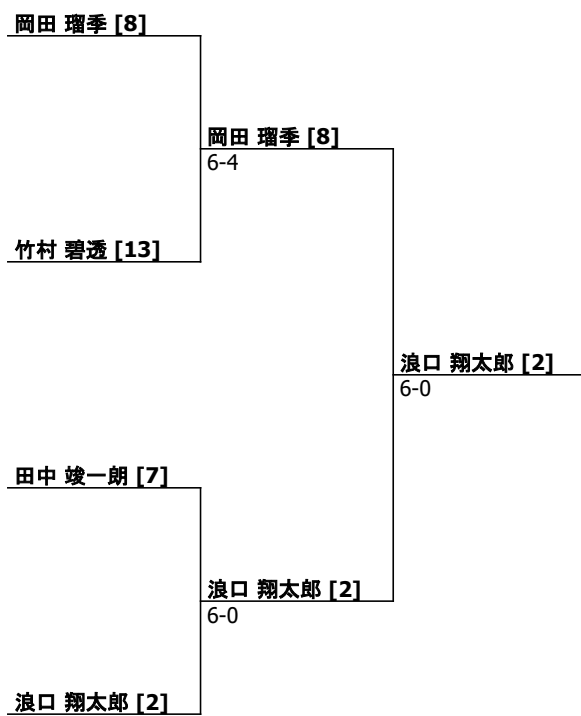 岡田 瑠季 [8]
岡田 瑠季 [8]
6-4
竹村 碧透 [13]
浪口 翔太郎 [2]
6-0
田中 竣一朗 [7]
浪口 翔太郎 [2]
6-0
浪口 翔太郎 [2]